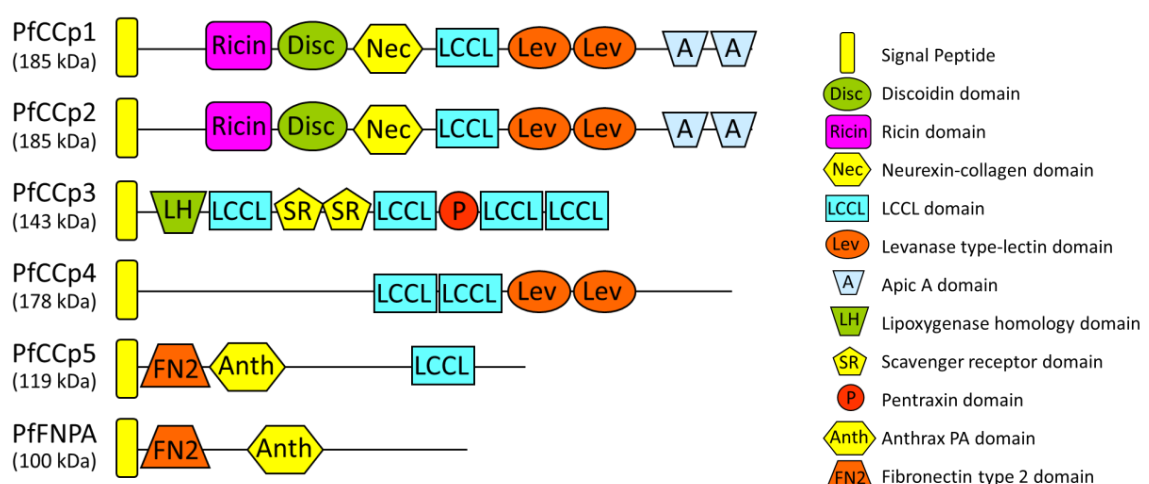 PfCCp1
(185 kDa)
Ricin Disc Nec LCCL Lev Lev A A
PfCCp2
(185 kDa)
Ricin Disc Nec LCCL Lev Lev A A
PfCCp3
(143 kDa)
LH LCCL SR SR LCCL P LCCL LCCL
PfCCp4
(178 kDa)
LCCL LCCL Lev Lev
PfCCp5
(119 kDa)
FN2 Anth LCCL
PfFNPA
(100 kDa)
FN2 Anth
Signal Peptide
Disc Discoidin domain
Ricin Ricin domain
Nec Neurexin-collagen domain
LCCL LCCL domain
Lev Levanase type-lectin domain
A Apic A domain
LH Lipoxygenase homology domain
SR Scavenger receptor domain
P Pentraxin domain
Anth Anthrax PA domain
FN2 Fibronectin type 2 domain